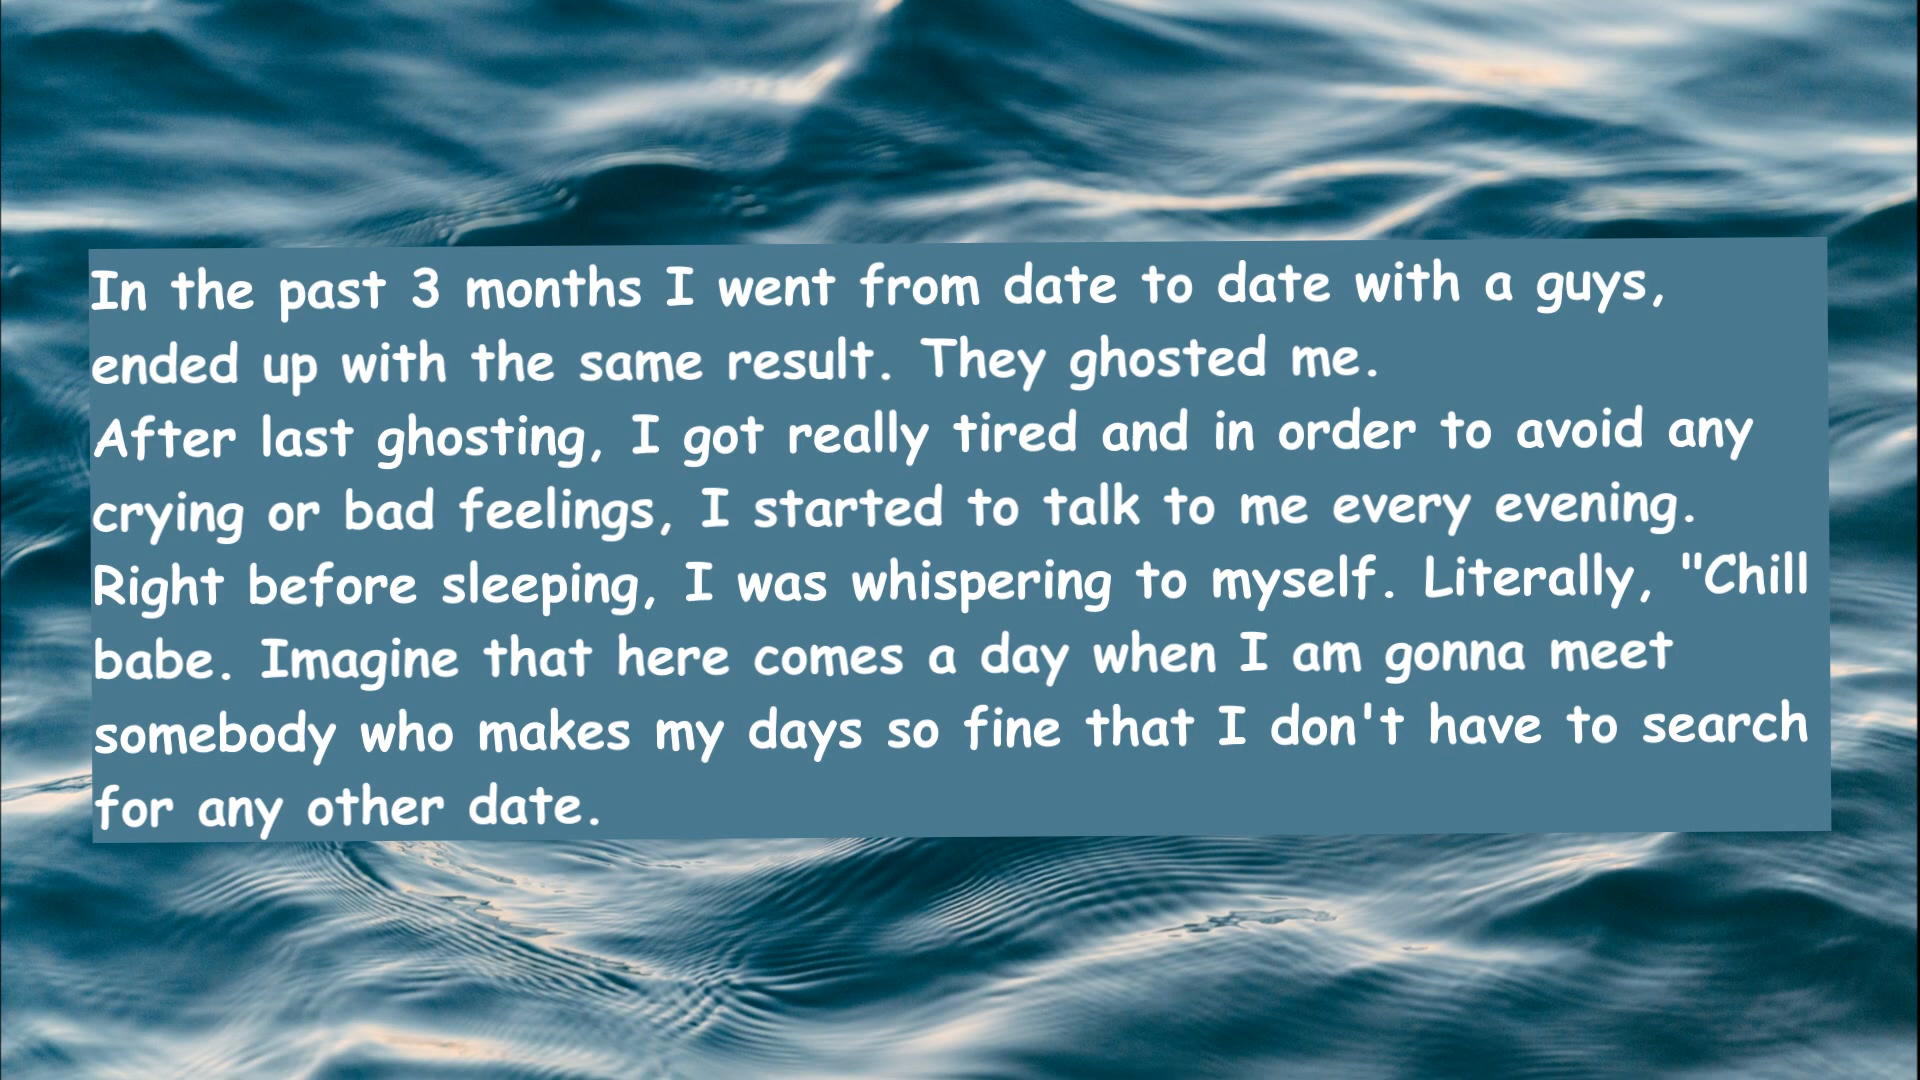 In the past 3 months I went from date to date with a guys,
ended up with the same result. They ghosted me.
After last ghosting, I got really tired and in order to avoid any
crying or bad feelings, I started to talk to me every evening.
Right before sleeping, I was whispering to myself. Literally, "Chill
babe. Imagine that here comes a day when I am gonna meet
somebody who makes my days so fine that I don't have to search
for any other date.